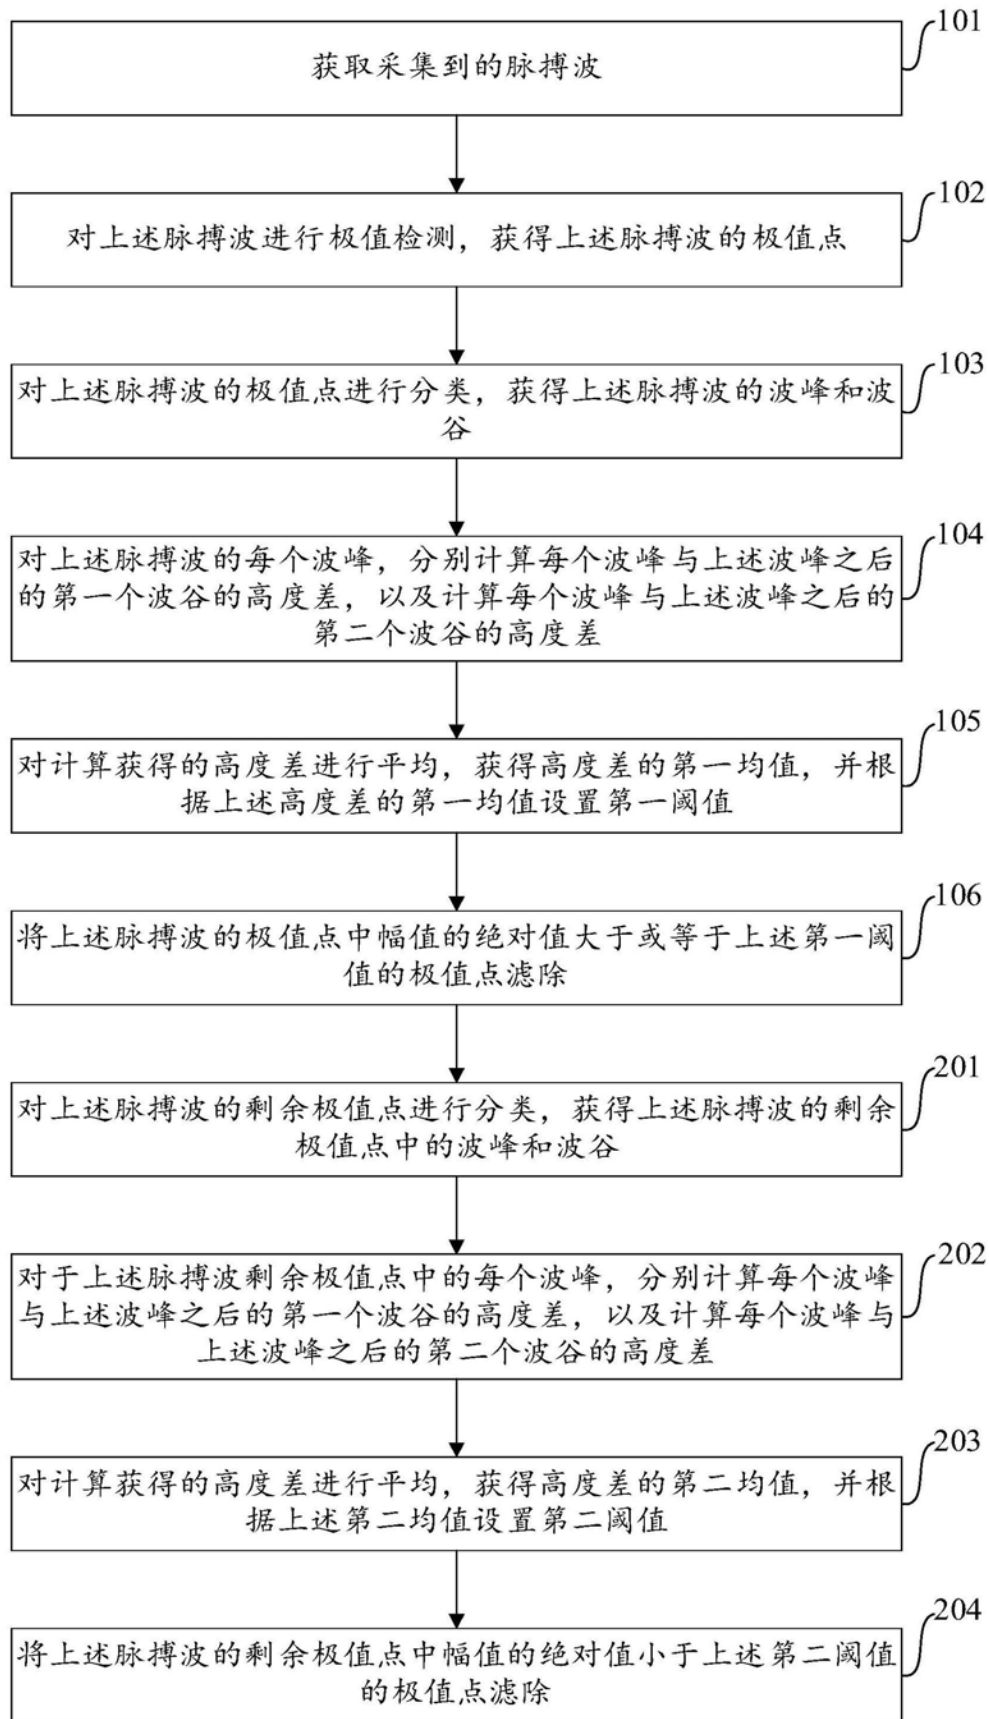 101
获取采集到的脉搏波
102
对上述脉搏波进行极值检测，获得上述脉搏波的极值点
103
对上述脉搏波的极值点进行分类，获得上述脉搏波的波峰和波
谷
104
对上述脉搏波的每个波峰，分别计算每个波峰与上述波峰之后
的第一个波谷的高度差，以及计算每个波峰与上述波峰之后的
第二个波谷的高度差
105
对计算获得的高度差进行平均，获得高度差的第一均值，并根
据上述高度差的第一均值设置第一阈值
106
将上述脉搏波的极值点中幅值的绝对值大于或等于上述第一阈
值的极值点滤除
201
对上述脉搏波的剩余极值点进行分类，获得上述脉搏波的剩余
极值点中的波峰和波谷
202
对于上述脉搏波剩余极值点中的每个波峰，分别计算每个波峰
与上述波峰之后的第一个波谷的高度差，以及计算每个波峰与
上述波峰之后的第二个波谷的高度差
203
对计算获得的高度差进行平均，获得高度差的第二均值，并根
据上述第二均值设置第二阈值
204
将上述脉搏波的剩余极值点中幅值的绝对值小于上述第二阈值
的极值点滤除